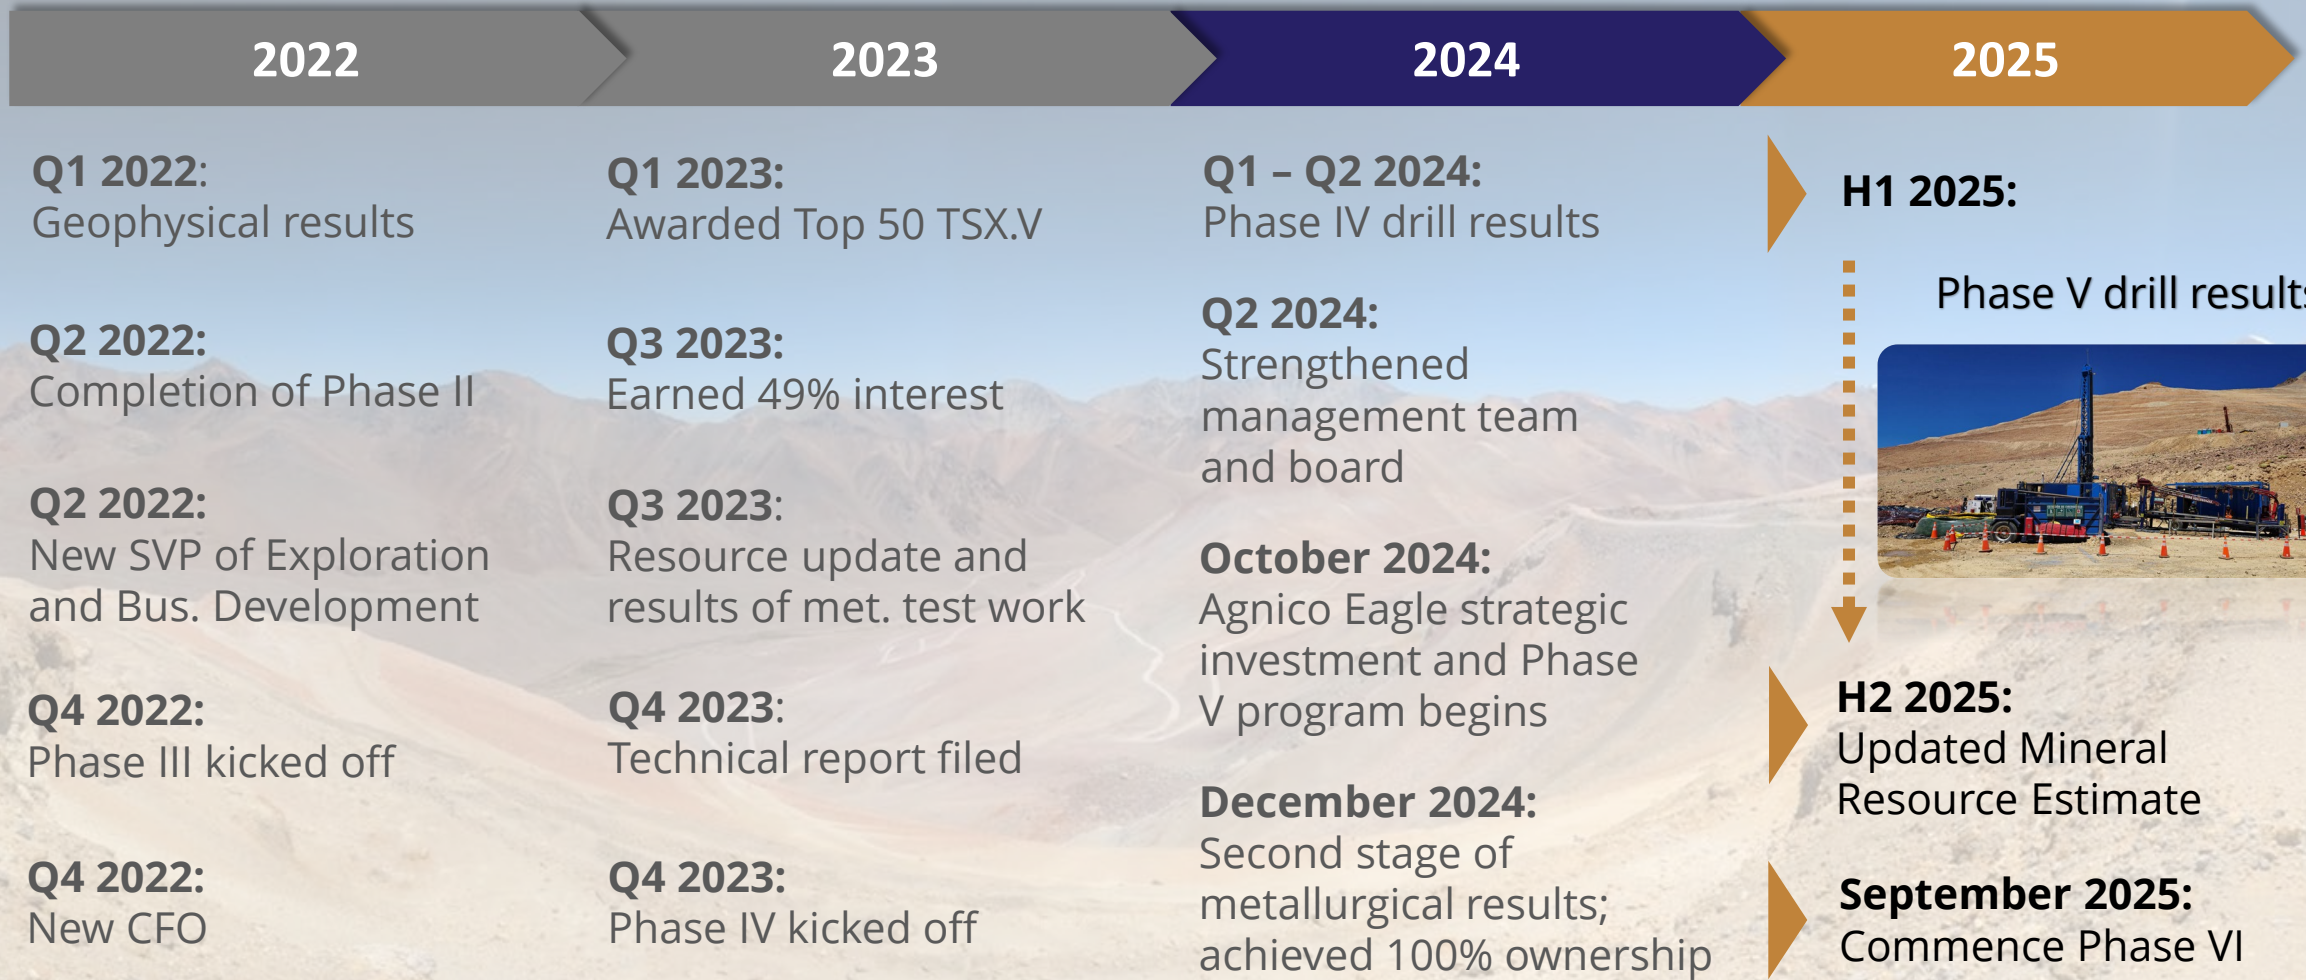 2022
2023
2024
2025
Q1 2022:
Geophysical results
Q2 2022:
Completion of Phase II
Q2 2022:
New SVP of Exploration
and Bus. Development
Q4 2022:
Phase III kicked off
Q4 2022:
New CFO
Q1 2023:
Awarded Top 50 TSX.V
Q3 2023:
Earned 49% interest
Q3 2023:
Resource update and
results of met. test work
Q4 2023:
Technical report filed
Q4 2023:
Phase IV kicked off
Q1 – Q2 2024:
Phase IV drill results
Q2 2024:
Strengthened
management team
and board
October 2024:
Agnico Eagle strategic
investment and Phase
V program begins
December 2024:
Second stage of
metallurgical results;
achieved 100% ownership
H1 2025:
Phase V drill results
H2 2025:
Updated Mineral
Resource Estimate
September 2025:
Commence Phase VI